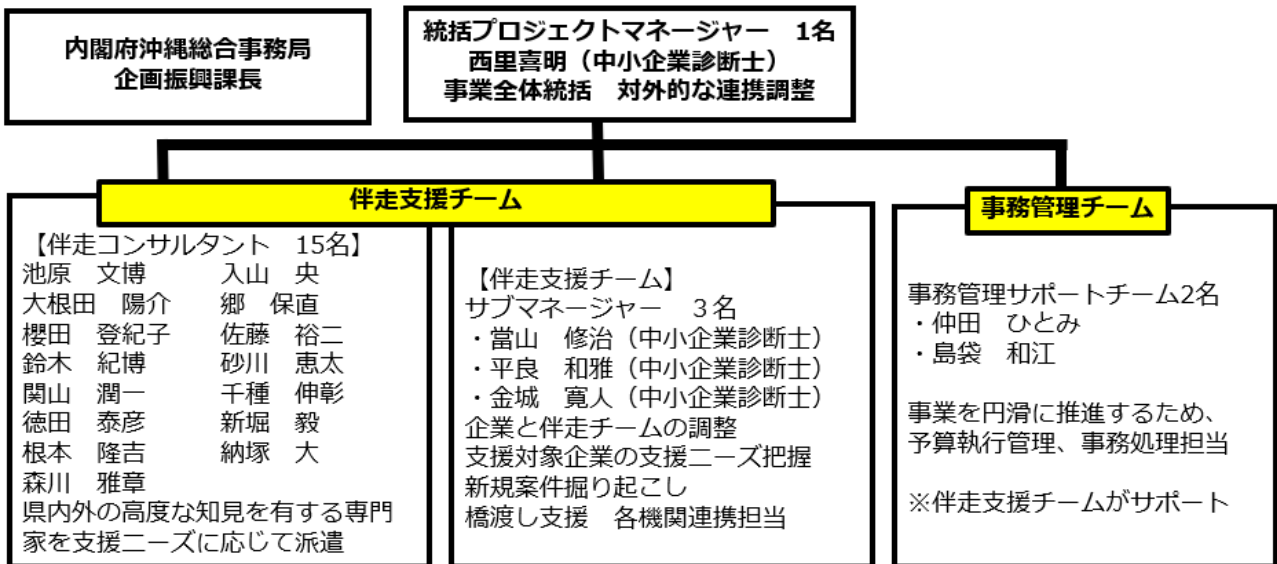 内閣府沖縄総合事務局
企画振興課長
統括プロジェクトマネージャー　1名
西里喜明（中小企業診断士）
事業全体統括　対外的な連携調整
伴走支援チーム
【伴走コンサルタント　15名】
池原　文博　　　入山　央
大根田　陽介　　郷　保直
櫻田　登紀子　　佐藤　裕二
鈴木　紀博　　　砂川　恵太
関山　潤一　　　千種　伸彰
徳田　泰彦　　　新堀　毅
根本　隆吉　　　納塚　大
森川　雅章
県内外の高度な知見を有する専門
家を支援ニーズに応じて派遣
【伴走支援チーム】
サブマネージャー　３名
・當山　修治（中小企業診断士）
・平良　和雅（中小企業診断士）
・金城　寛人（中小企業診断士）
企業と伴走チームの調整
支援対象企業の支援ニーズ把握
新規案件掘り起こし
橋渡し支援　各機関連携担当
事務管理チーム
事務管理サポートチーム2名
・仲田　ひとみ
・島袋　和江
事業を円滑に推進するため、
予算執行管理、事務処理担当
※伴走支援チームがサポート